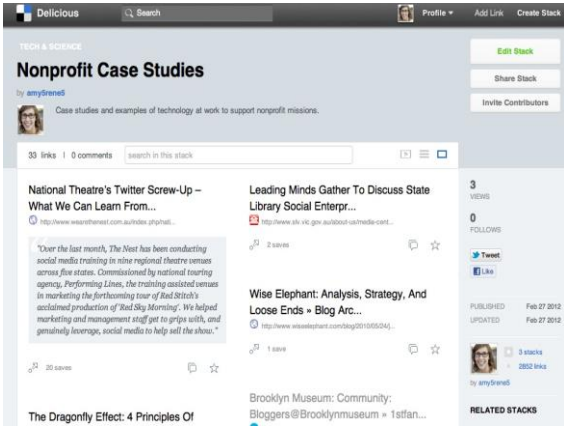 Delicious
Search
Profile
Add Link
Create Stack
TECH & SCIENCE
Nonprofit Case Studies
by amy5rene5
Case studies and examples of technology at work to support nonprofit missions.
Edit Stack
Share Stack
Invite Contributors
33 links | 0 comments
search in this stack
National Theatre's Twitter Screw-Up –
What We Can Learn From...
http://www.wearethenest.com.au/index.php/nati...
"Over the last month, The Nest has been conducting
social media training in nine regional theatre venues
across five states. Commissioned by national touring
agency, Performing Lines, the training assisted venues
in marketing the forthcoming tour of Red Stitch's
acclaimed production of 'Red Sky Morning'. We helped
marketing and management staff get to grips with, and
genuinely leverage, social media to help sell the show."
20 saves
The Dragonfly Effect: 4 Principles Of
Leading Minds Gather To Discuss State
Library Social Enterpr...
http://www.slv.vic.gov.au/about-us/media-cent...
2 saves
Wise Elephant: Analysis, Strategy, And
Loose Ends » Blog Arc...
http://www.wiseelephant.com/blog/2010/05/24/j...
1 save
Brooklyn Museum: Community:
Bloggers@Brooklynmuseum » 1stfan...
3
VIEWS
0
FOLLOWS
Tweet
Like
PUBLISHED Feb 27 2012
UPDATED Feb 27 2012
3 stacks
2852 links
by amy5rene5
RELATED STACKS